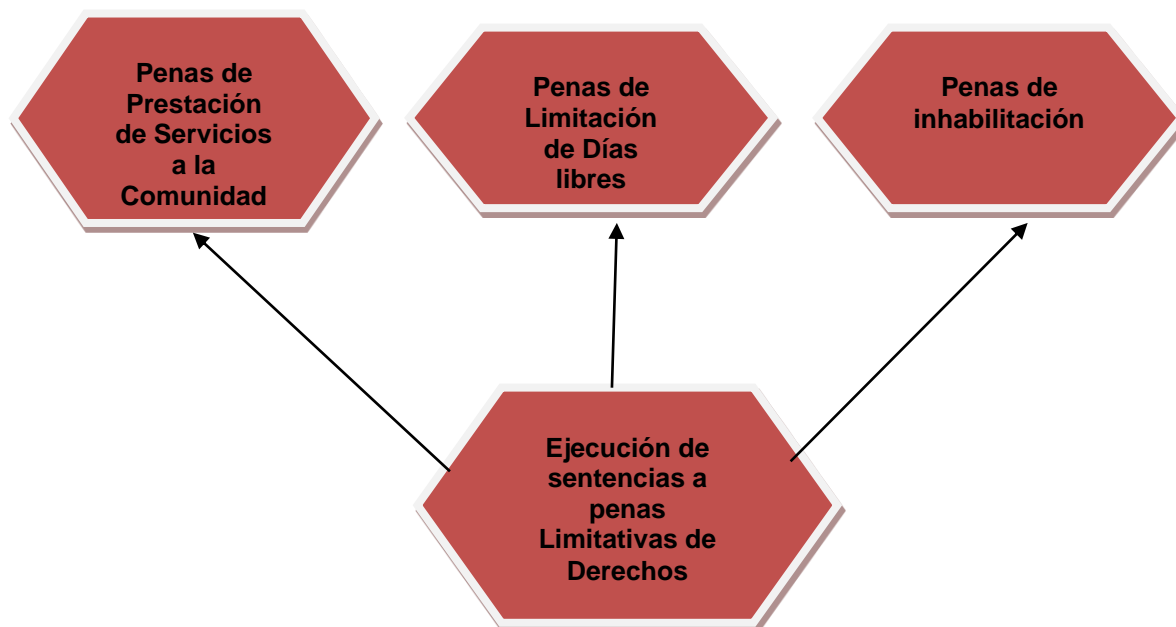 Penas de
Prestación
de Servicios
a la
Comunidad
Penas de
Limitación
de Días
libres
Penas de
inhabilitación
Ejecución de
sentencias a
penas
Limitativas de
Derechos